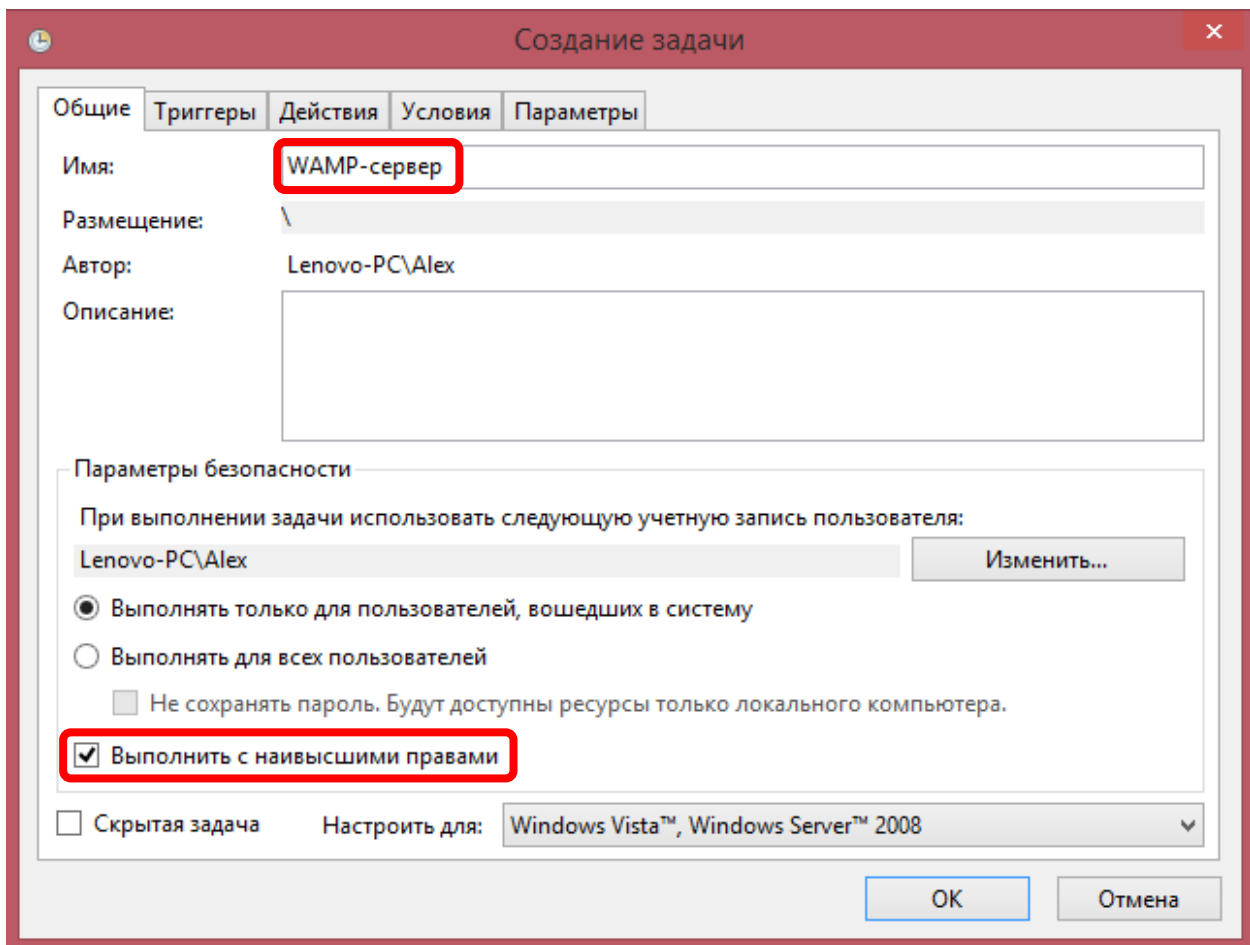 Создание задачи
Общие Триггеры Действия Условия Параметры
Имя: WAMP-сервер
Размещение: \
Автор: Lenovo-PC\Alex
Описание:
Параметры безопасности
При выполнении задачи использовать следующую учетную запись пользователя:
Lenovo-PC\Alex Изменить...
Выполнять только для пользователей, вошедших в систему
Выполнять для всех пользователей
Не сохранять пароль. Будут доступны ресурсы только локального компьютера.
Выполнить с наивысшими правами
Скрытая задача Настроить для: Windows Vista™, Windows Server™ 2008
ОК Отмена